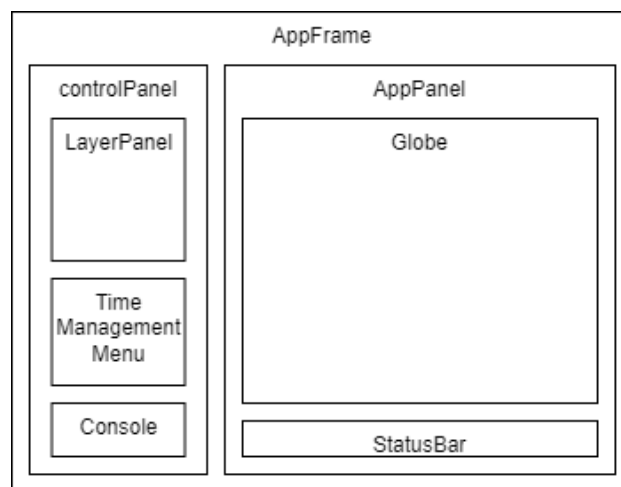 AppFrame
controlPanel
LayerPanel
Time
Management
Menu
Console
AppPanel
Globe
StatusBar